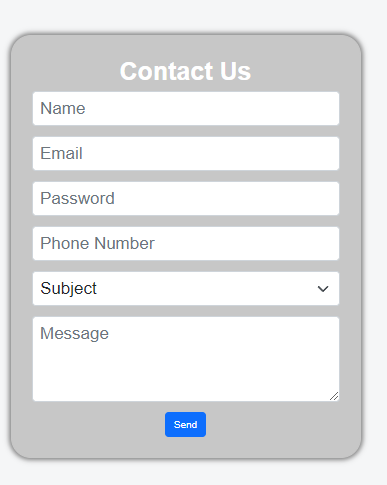 Contact Us
Name
Email
Password
Phone Number
Subject
Message
Send